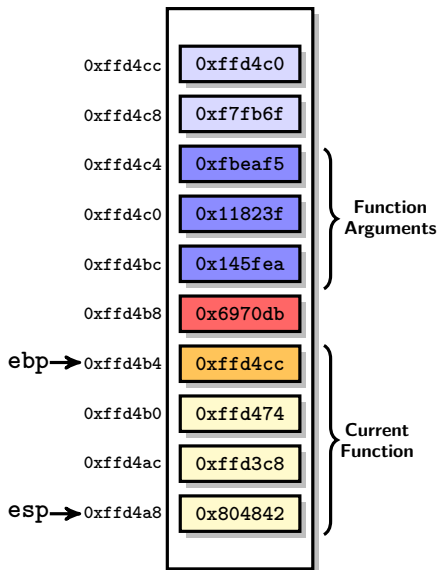 0xffd4cc 0xffd4c0
0xffd4c8 0xf7fb6f
0xffd4c4 0xfbeaf5
0xffd4c0 0x11823f
Function
Arguments
0xffd4bc 0x145fea
0xffd4b8 0x6970db
ebp 0xffd4b4 0xffd4cc
0xffd4b0 0xffd474
Current
Function
0xffd4ac 0xffd3c8
esp 0xffd4a8 0x804842